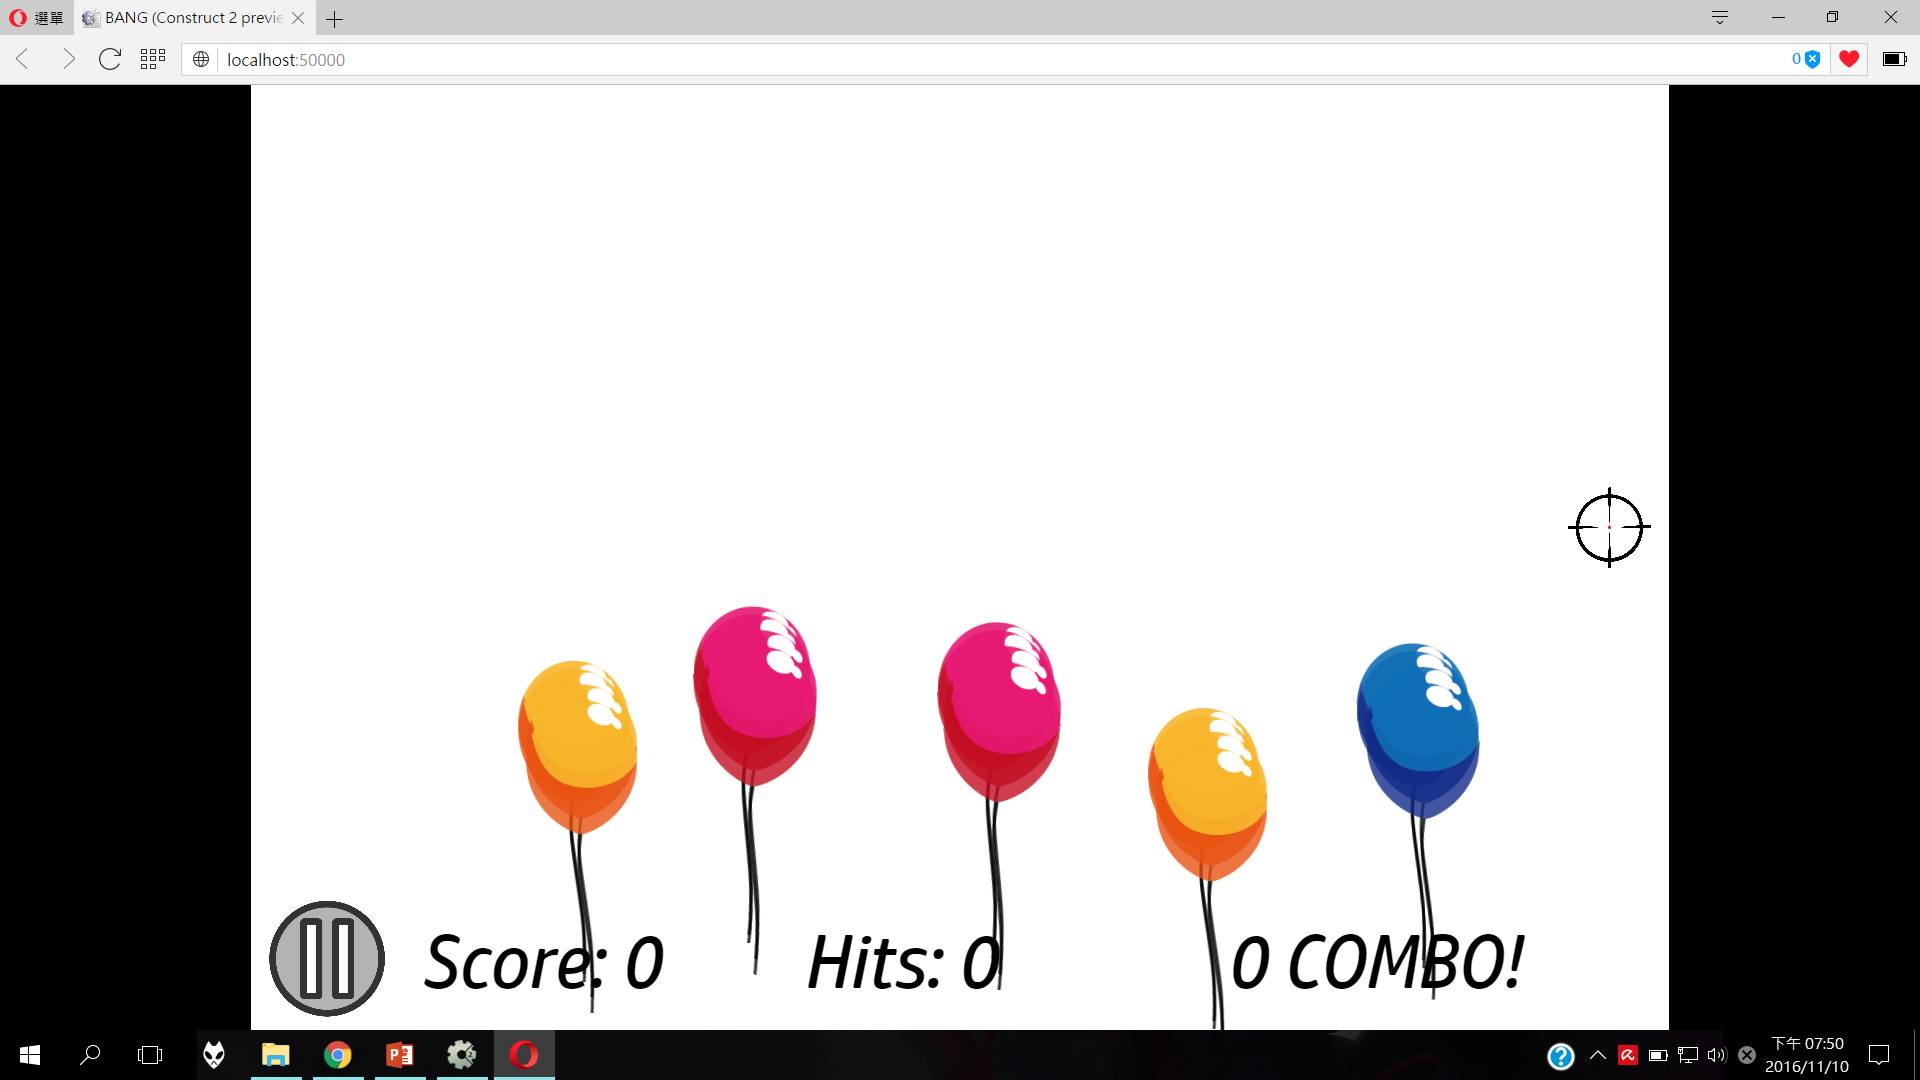 選單
BANG (Construct 2 previe
localhost:50000
0
Score: 0
Hits: 0
0 COMBO!
下午 07:50
2016/11/10